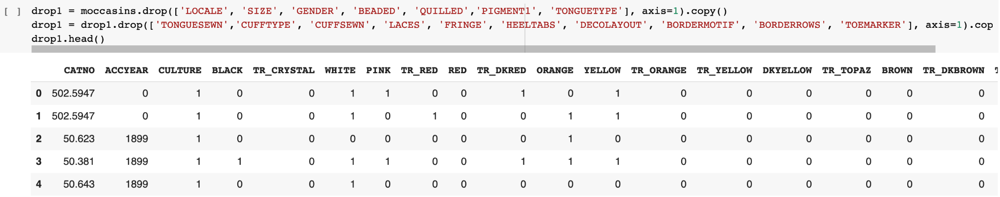 [ ] drop1 = moccasins.drop(['LOCALE', 'SIZE', 'GENDER', 'BEADED', 'QUILLED','PIGMENT1', 'TONGUETYPE'], axis=1).copy()
drop1 = drop1.drop(['TONGUESEWN','CUFFTYPE', 'CUFFSEWN', 'LACES', 'FRINGE', 'HEELTABS', 'DECOLAYOUT', 'BORDERMOTIF', 'BORDERROWS', 'TOEMARKER'], axis=1).cop
drop1.head()
CATNO ACCYEAR CULTURE BLACK TR_CRYSTAL WHITE PINK TR_RED RED TR_DKRED ORANGE YELLOW TR_ORANGE TR_YELLOW DKYELLOW TR_TOPAZ BROWN TR_DKBROWN
0 502.5947 0 1 0 0 1 1 0 0 1 0 1 0 0 0 0 0 0
1 502.5947 0 1 0 0 1 0 1 0 0 1 1 0 0 0 0 0 0
2 50.623 1899 1 0 0 0 0 0 0 0 1 0 0 0 0 0 0 0
3 50.381 1899 1 1 0 1 1 0 0 1 1 1 0 0 0 0 0 0
4 50.643 1899 1 0 0 1 0 0 0 0 0 0 0 0 0 0 0 0